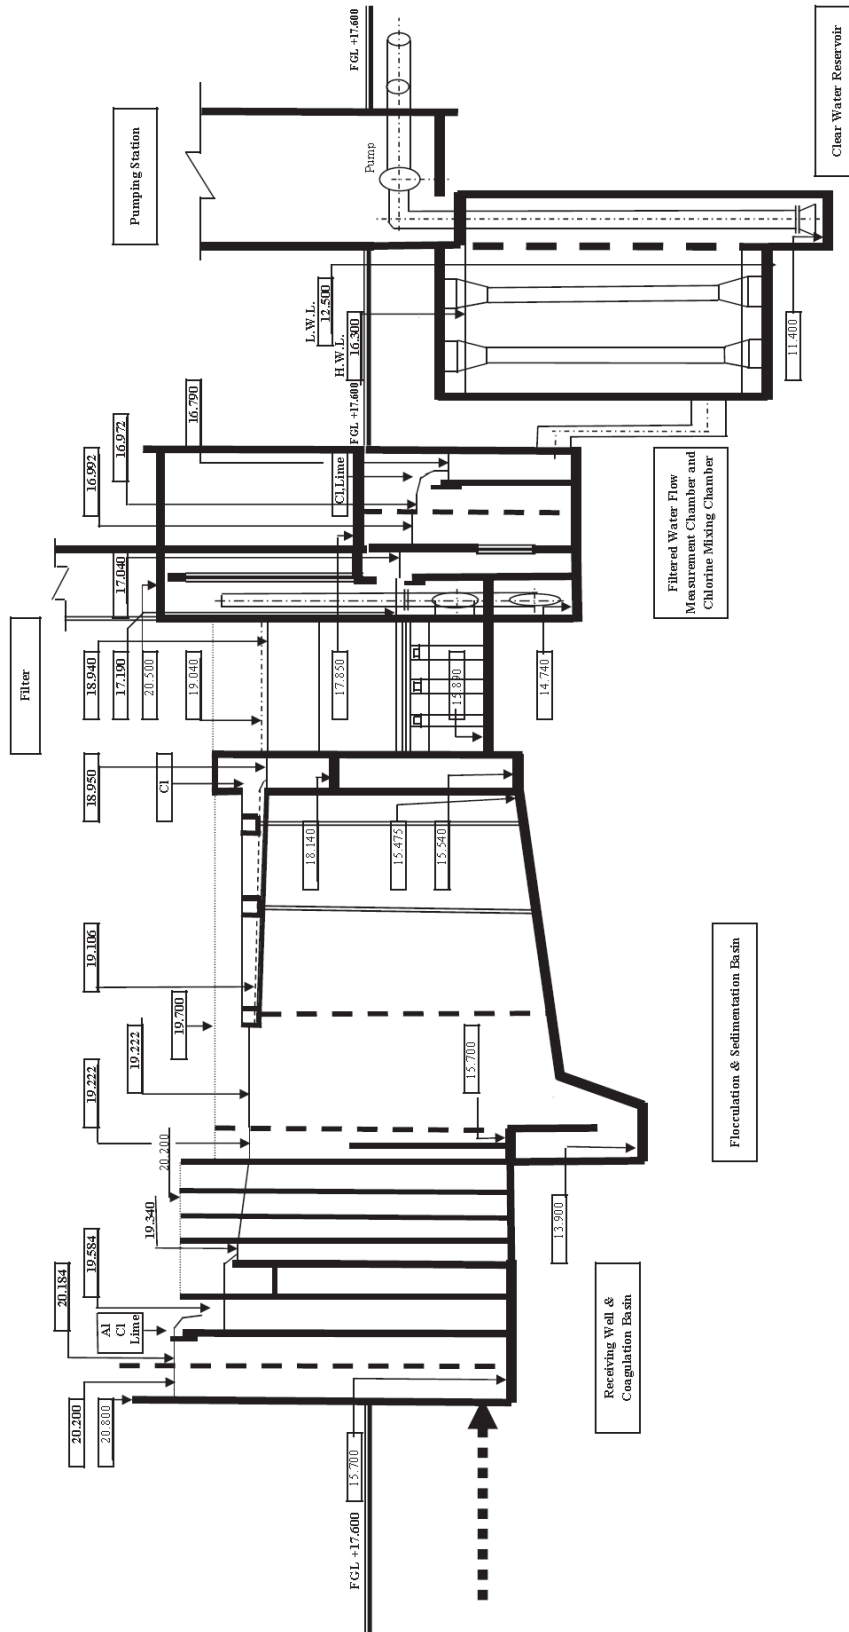 FGL +17.600
15.700
20.200
20.800
20.184
Al
Cl
Lime
19.584
19.340
20.200
19.222
19.222
19.700
19.106
15.700
13.900
Receiving Well &
Coagulation Basin
Flocculation & Sedimentation Basin
18.950
Cl
18.140
15.475
15.540
Filter
18.940
17.190
20.500
19.040
17.850
15.890
14.740
17.040
16.992
16.972
16.790
Cl,Lime
FGL +17.600
Filtered Water Flow
Measurement Chamber and
Chlorine Mixing Chamber
H.W.L.
16.300
L.W.L.
12.500
11.400
Pumping Station
Pump
FGL +17.600
Clear Water Reservoir